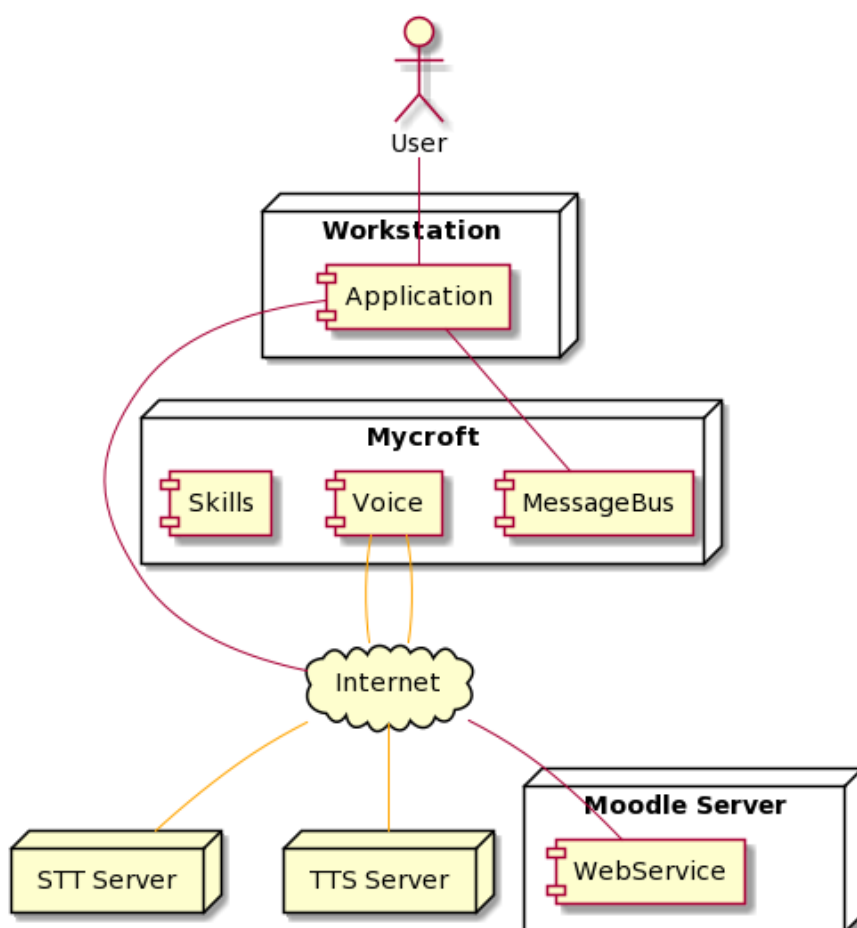 User
Workstation
Application
Mycroft
Skills
Voice
MessageBus
Internet
Moodle Server
STT Server
TTS Server
WebService